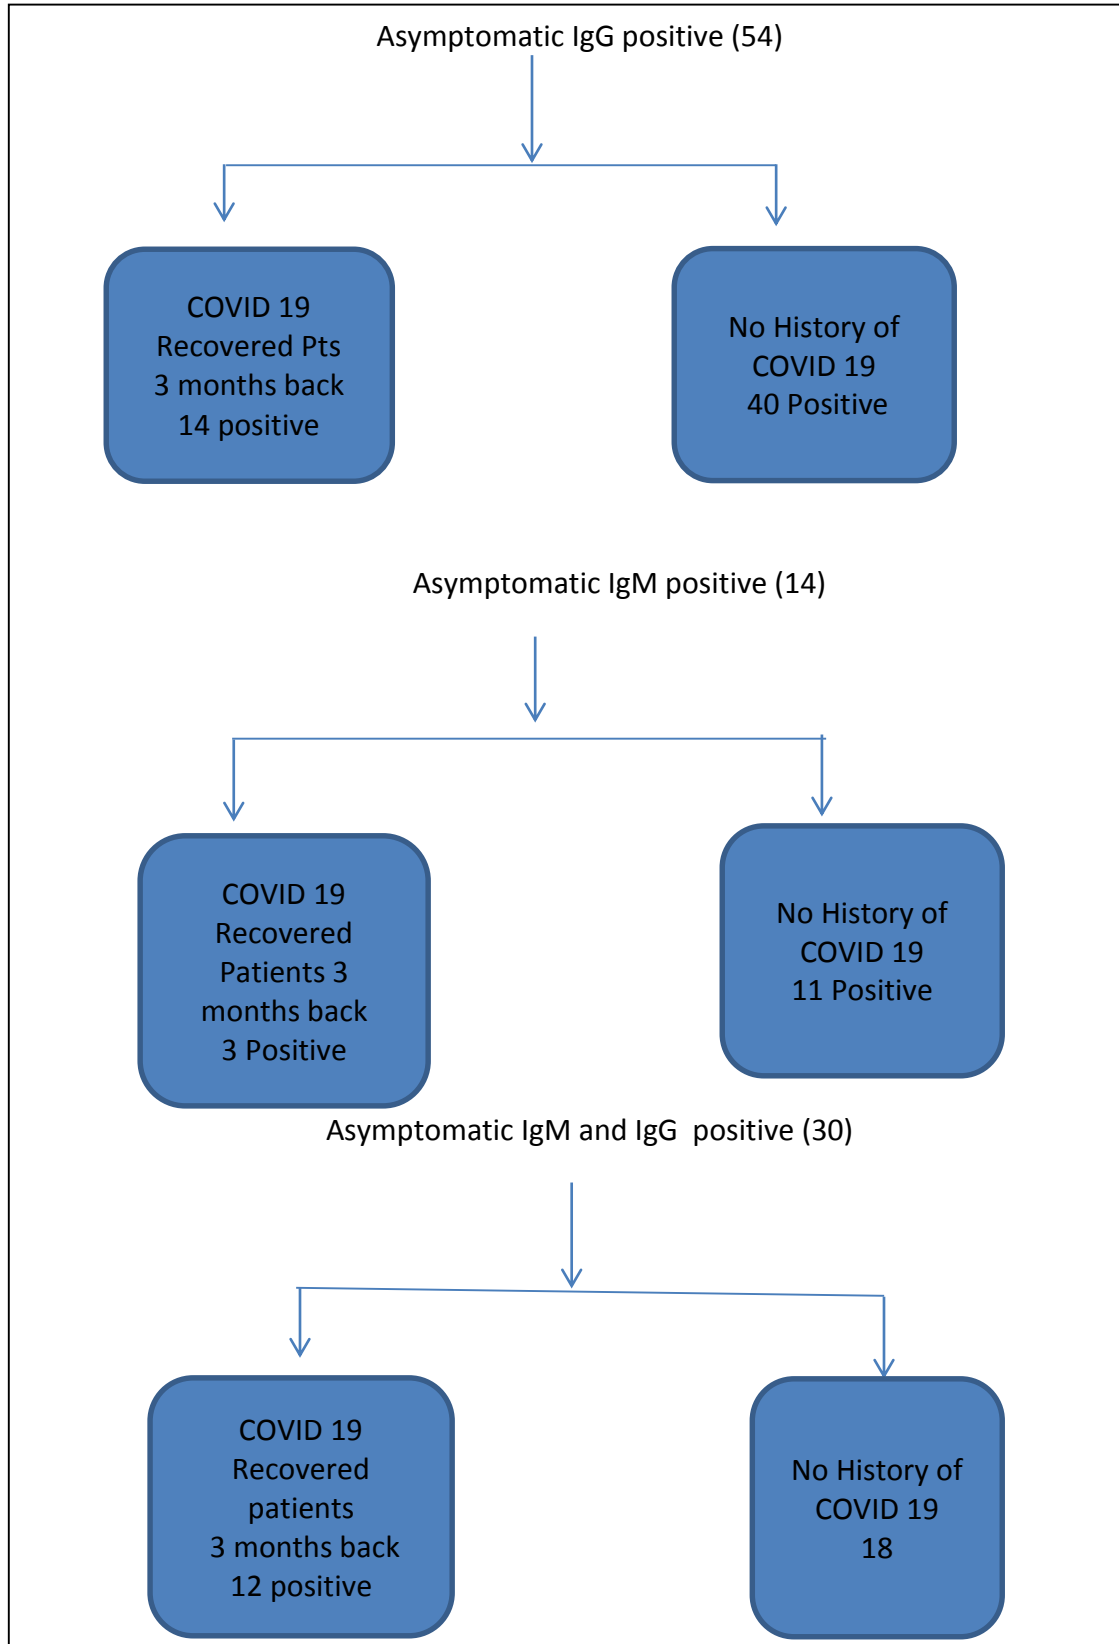 Asymptomatic IgG positive (54)
COVID 19
Recovered Pts
3 months back
14 positive
No History of
COVID 19
40 Positive
Asymptomatic IgM positive (14)
COVID 19
Recovered
Patients 3
months back
3 Positive
No History of
COVID 19
11 Positive
Asymptomatic IgM and IgG  positive (30)
COVID 19
Recovered
patients
3 months back
12 positive
No History of
COVID 19
18